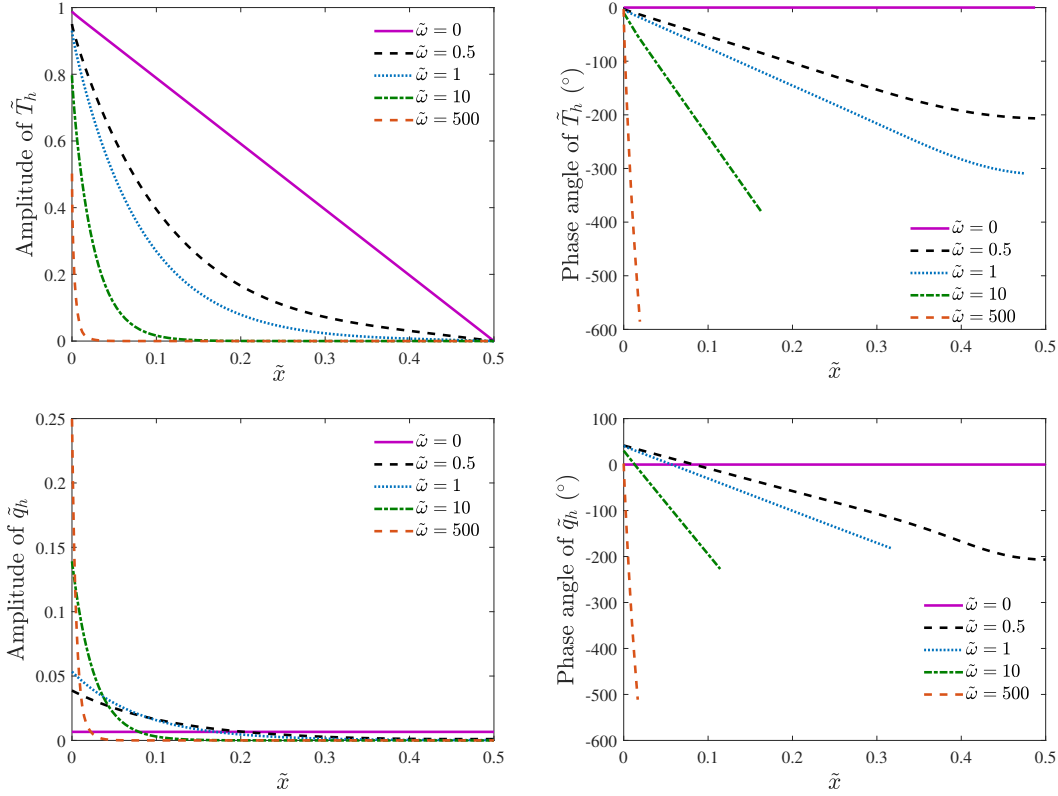 Amplitude of T̃_h
1
0.8
0.6
0.4
0.2
0
0 0.1 0.2 0.3 0.4 0.5
x̃
ω̃ = 0
ω̃ = 0.5
ω̃ = 1
ω̃ = 10
ω̃ = 500
Phase angle of T̃_h (°)
0
-100
-200
-300
-400
-500
-600
0 0.1 0.2 0.3 0.4 0.5
x̃
ω̃ = 0
ω̃ = 0.5
ω̃ = 1
ω̃ = 10
ω̃ = 500
Amplitude of q̃_h
0.25
0.2
0.15
0.1
0.05
0
0 0.1 0.2 0.3 0.4 0.5
x̃
ω̃ = 0
ω̃ = 0.5
ω̃ = 1
ω̃ = 10
ω̃ = 500
Phase angle of q̃_h (°)
100
0
-100
-200
-300
-400
-500
-600
0 0.1 0.2 0.3 0.4 0.5
x̃
ω̃ = 0
ω̃ = 0.5
ω̃ = 1
ω̃ = 10
ω̃ = 500